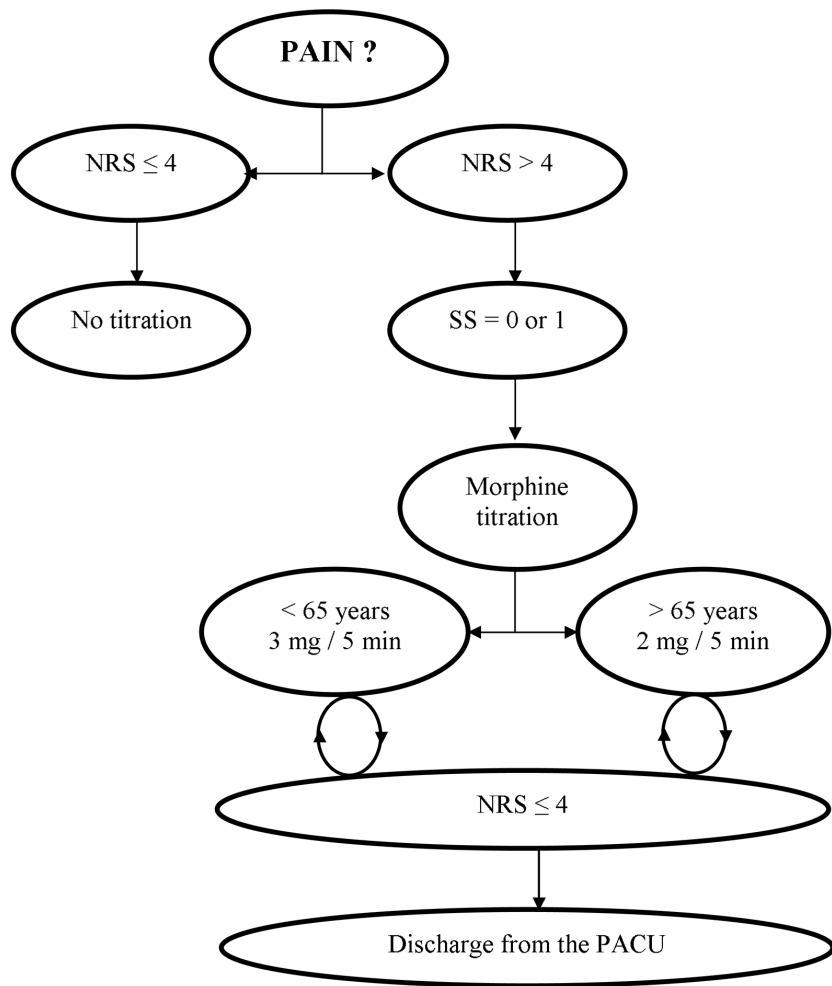 PAIN ?
NRS ≤ 4
NRS > 4
No titration
SS = 0 or 1
Morphine
titration
< 65 years
3 mg / 5 min
> 65 years
2 mg / 5 min
NRS ≤ 4
Discharge from the PACU